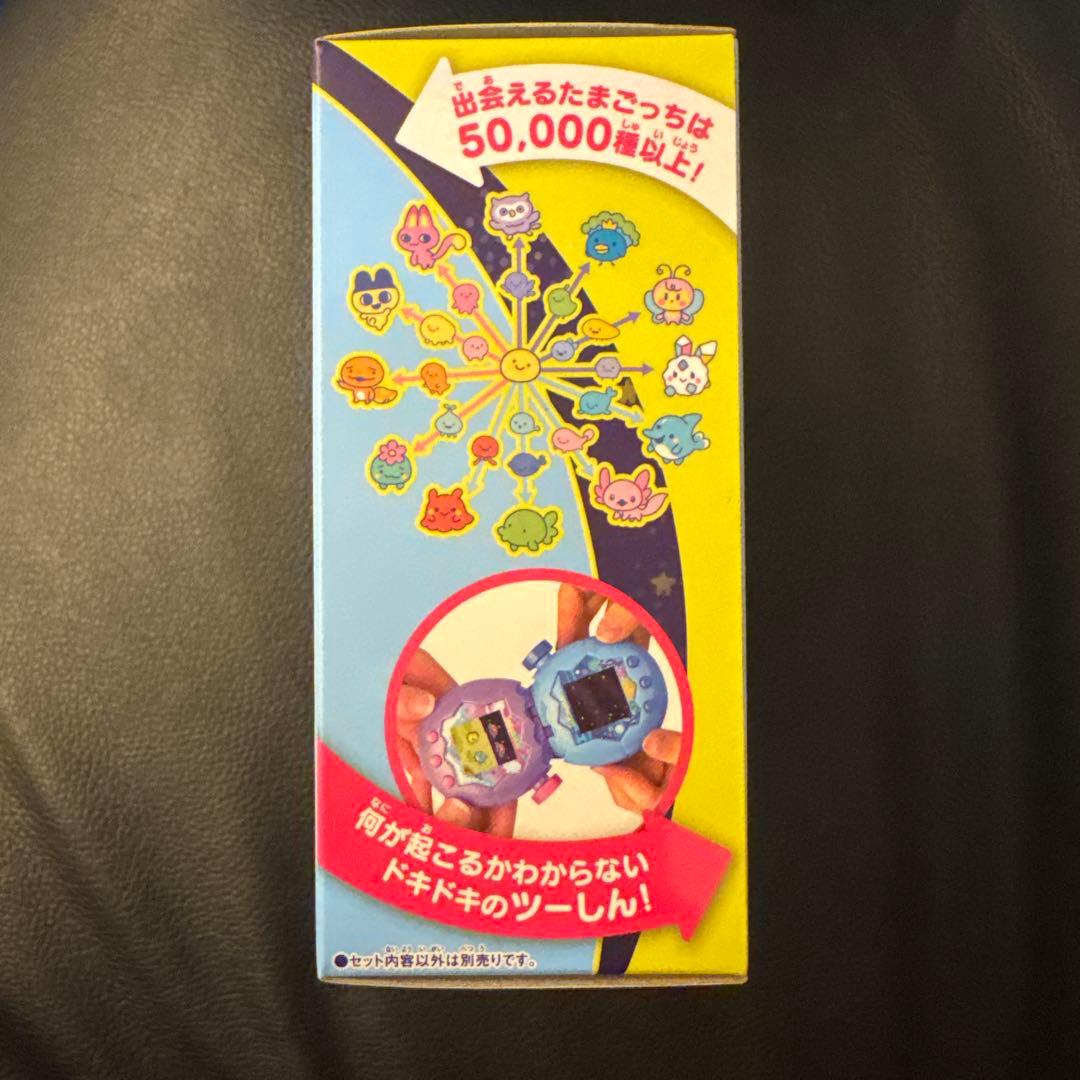 出会えるたまごっちは
50,000種以上!
何が起こるかわからない
ドキドキのツーしん!
●セット内容以外は別売りです。